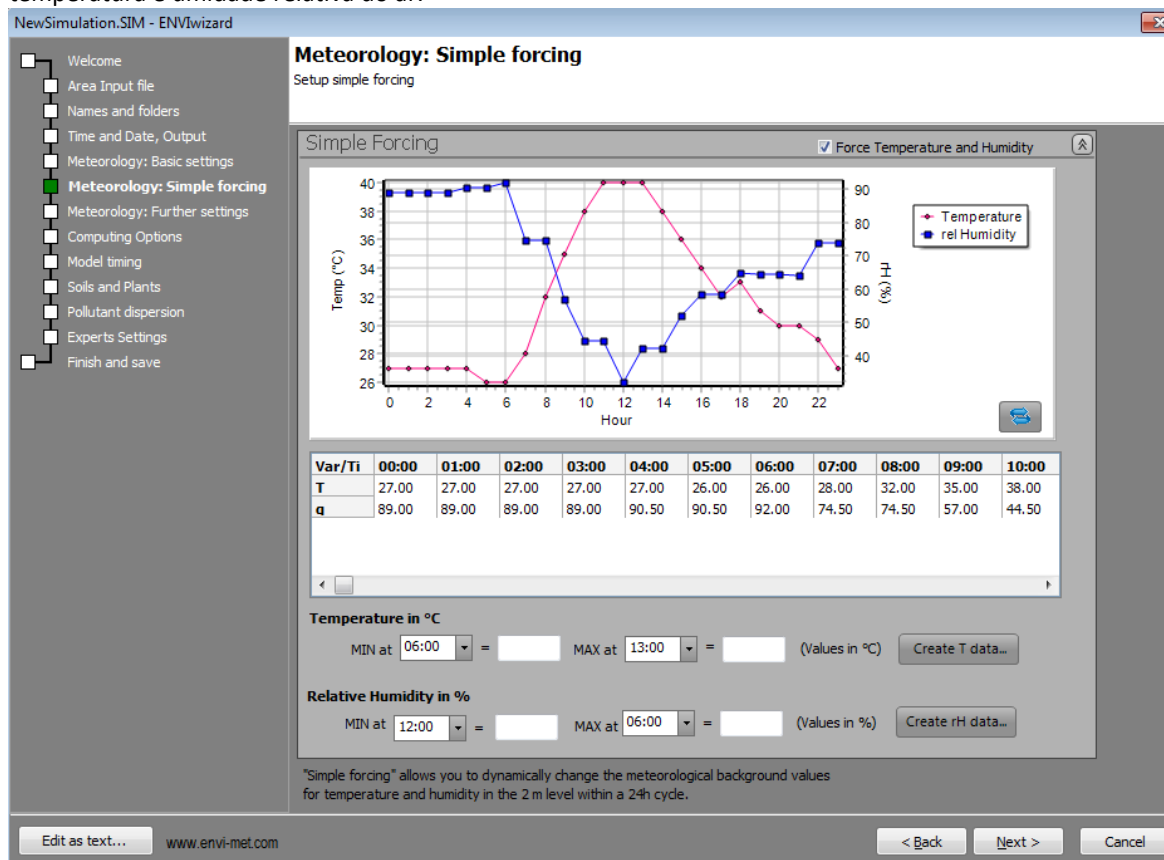 NewSimulation.SIM - ENVIwizard
Welcome
Area Input file
Names and folders
Time and Date, Output
Meteorology: Basic settings
Meteorology: Simple forcing
Meteorology: Further settings
Computing Options
Model timing
Soils and Plants
Pollutant dispersion
Experts Settings
Finish and save
Meteorology: Simple forcing
Setup simple forcing
Simple Forcing
Force Temperature and Humidity
40
38
36
34
32
30
28
26
Temp (°C)
90
80
70
60
50
40
rH (%)
0 2 4 6 8 10 12 14 16 18 20 22
Hour
Temperature
rel Humidity
Var/Ti 00:00 01:00 02:00 03:00 04:00 05:00 06:00 07:00 08:00 09:00 10:00
T 27.00 27.00 27.00 27.00 27.00 26.00 26.00 28.00 32.00 35.00 38.00
q 89.00 89.00 89.00 89.00 90.50 90.50 92.00 74.50 74.50 57.00 44.50
Temperature in °C
MIN at 06:00 = MAX at 13:00 = (Values in °C) Create T data...
Relative Humidity in %
MIN at 12:00 = MAX at 06:00 = (Values in %) Create rH data...
"Simple forcing" allows you to dynamically change the meteorological background values
for temperature and humidity in the 2 m level within a 24h cycle.
Edit as text... www.envi-met.com < Back Next > Cancel